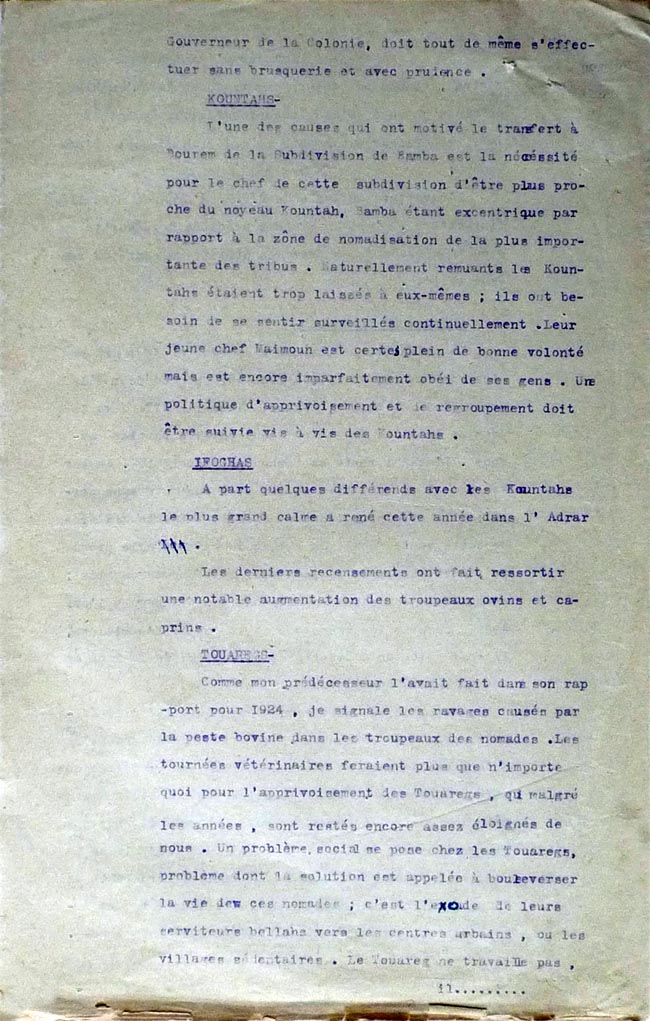 Gouverneur de la Colonie, doit tout de même s'effec-
tuer sans brusquerie et avec prudence .
KOUNTAHS-
L'une des causes qui ont motivé le transfert à
Bourem de la Subdivision de Bamba est la nécéssité
pour le chef de cette subdivision d'être plus pro-
che du noyeau Kountah, Bamba étant excentrique par
rapport à la zône de nomadisation de la plus impor-
tante des tribus . Naturellement remuants les Koun-
tahs étaient trop laissés à eux-mêmes ; ils ont be-
soin de se sentir surveillés continuellement .Leur
jeune chef Maimoun est certes plein de bonne volonté
mais est encore imparfaitement obéi de ses gens . Une
politique d'apprivoisement et de regroupement doit
être suivie vis à vis des Kountahs .
IFOGHAS
A part quelques différends avec les Kountahs
le plus grand calme a rené cette année dans l' Adrar
.
Les derniers recensements ont fait ressortir
une notable augmentation des troupeaux ovins et ca-
prins .
TOUAREGS-
Comme mon prédécesseur l'avait fait dans son rap
-port pour 1924 , je signale les ravages causés par
la peste bovine dans les troupeaux des nomades .Les
tournées vétérinaires feraient plus que n'importe
quoi pour l'apprivoisement des Touaregs , qui malgré
les années , sont restés encore assez éloignés de
nous . Un problème social se pose chez les Touaregs,
problème dont la solution est appelée à bouleverser
la vie de ces nomades ; c'est l'exode de leurs
serviteurs bellahs vers les centres urbains , ou les
villages sédentaires . Le Touareg ne travaille pas ,
il.........